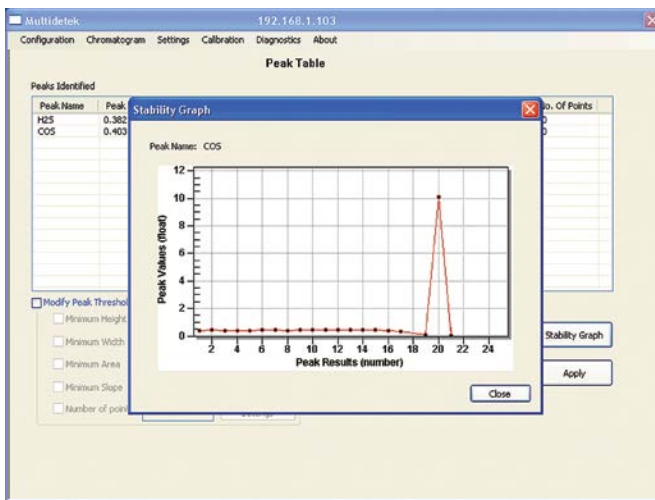 Multidetek 192.168.1.103
Configuration Chromatogram Settings Calibration Diagnostics About
Peak Table
Peaks Identified
Peak Name Peak No. Of Points
H2S 0.382
COS 0.403
Stability Graph
Peak Name: COS
12
10
8
6
4
2
0
Peak Values (float)
2 4 6 8 10 12 14 16 18 20 22 24
Peak Results (number)
Close
Modify Peak Threshol
Minimum Height
Minimum Width
Minimum Area
Minimum Slope
Number of poin
Stability Graph
Apply